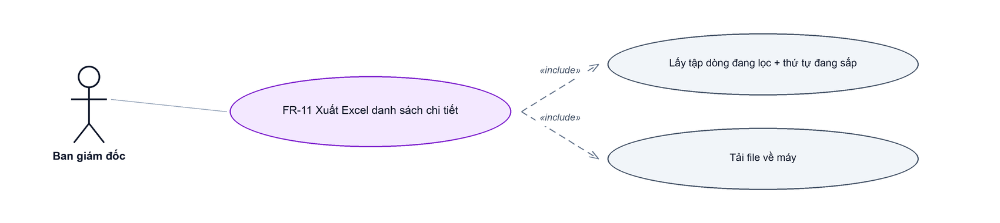 Ban giám đốc
FR-11 Xuất Excel danh sách chi tiết
«include»
«include»
Lấy tập dòng đang lọc + thứ tự đang sắp
Tải file về máy